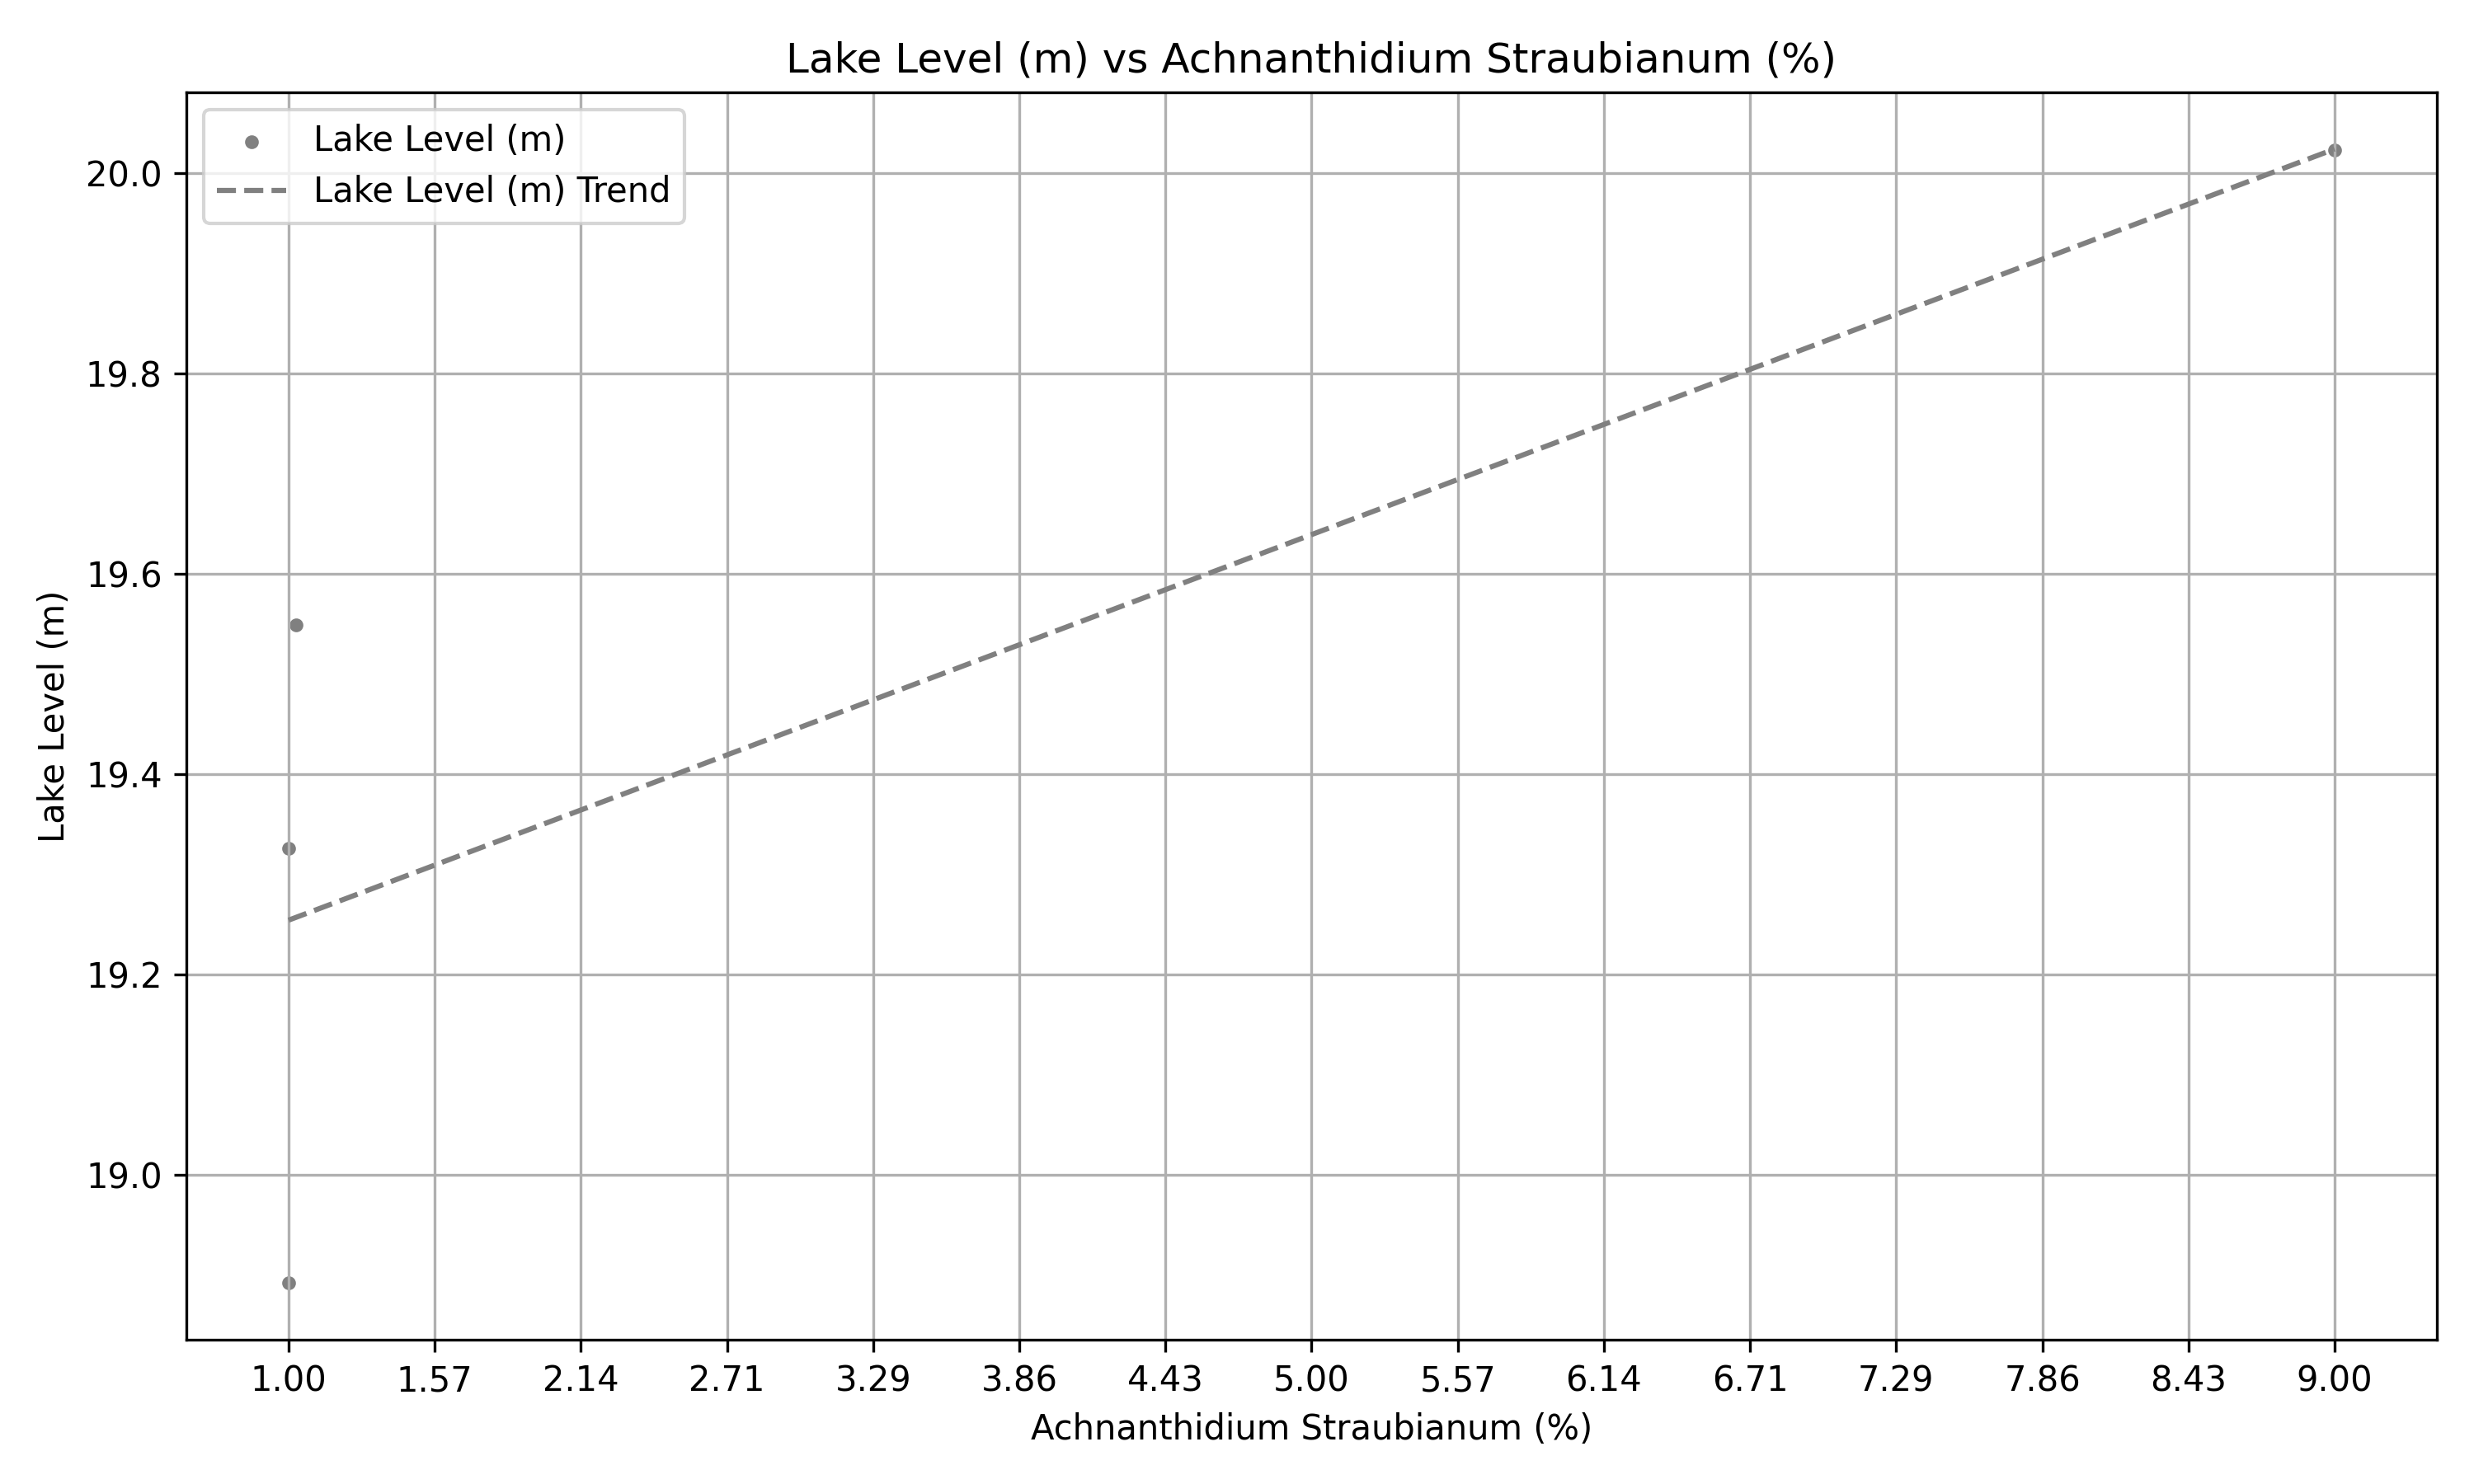 Lake Level (m) vs Achnanthidium Straubianum (%)
Lake Level (m)
Lake Level (m) Trend
20.0
19.8
19.6
19.4
19.2
19.0
Lake Level (m)
1.00 1.57 2.14 2.71 3.29 3.86 4.43 5.00 5.57 6.14 6.71 7.29 7.86 8.43 9.00
Achnanthidium Straubianum (%)